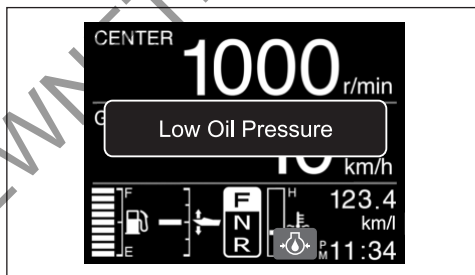 CENTER
1000 r/min
G
Low Oil Pressure
km/h
F
E
F
N
R
H
123.4
km/l
PM 11:34